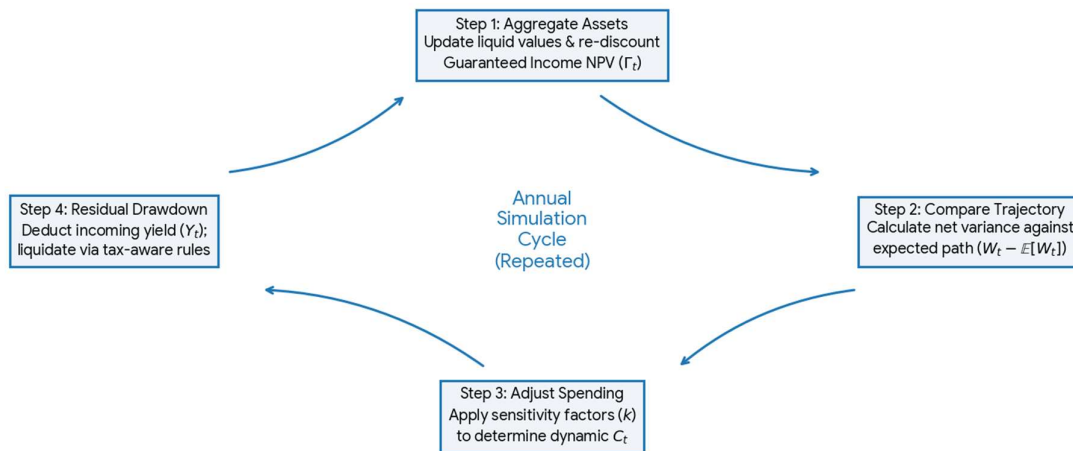 Step 1: Aggregate Assets
Update liquid values & re-discount
Guaranteed Income NPV (Γₜ)
Step 4: Residual Drawdown
Deduct incoming yield (Yₜ);
liquidate via tax-aware rules
Annual
Simulation
Cycle
(Repeated)
Step 2: Compare Trajectory
Calculate net variance against
expected path (Wₜ − 𝔼[Wₜ])
Step 3: Adjust Spending
Apply sensitivity factors (k)
to determine dynamic Cₜ